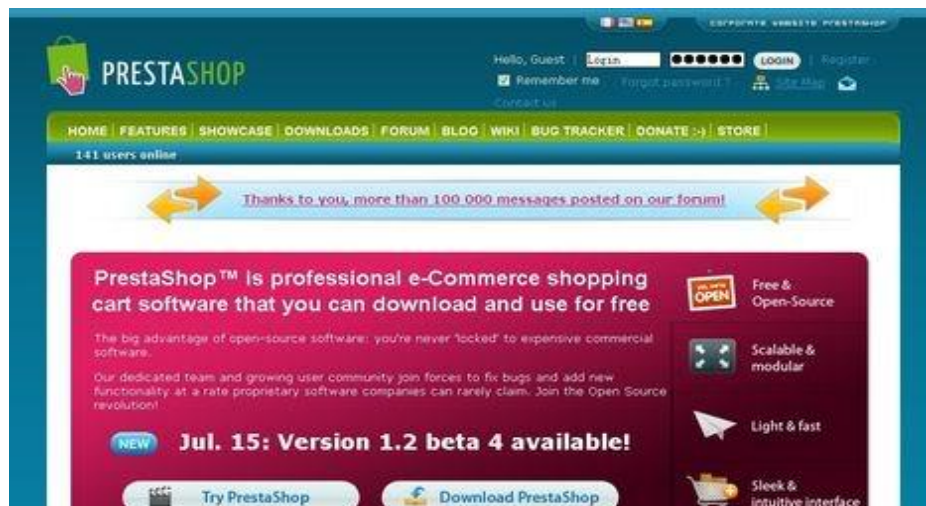 CORPORATE WEBSITE PRESTASHOP
PRESTASHOP
Hello, Guest | Login ●●●●●● LOGIN | Register
Remember me Forgot password ? Site Map
Contact us
HOME | FEATURES | SHOWCASE | DOWNLOADS | FORUM | BLOG | WIKI | BUG TRACKER | DONATE :-) | STORE |
141 users online
Thanks to you, more than 100 000 messages posted on our forum!
PrestaShop™ is professional e-Commerce shopping
cart software that you can download and use for free
The big advantage of open-source software: you're never 'locked' to expensive commercial
software.
Our dedicated team and growing user community join forces to fix bugs and add new
functionality at a rate proprietary software companies can rarely claim. Join the Open Source
revolution!
NEW Jul. 15: Version 1.2 beta 4 available!
Try PrestaShop
Download PrestaShop
OPEN
Free &
Open-Source
Scalable &
modular
Light & fast
Sleek &
intuitive interface